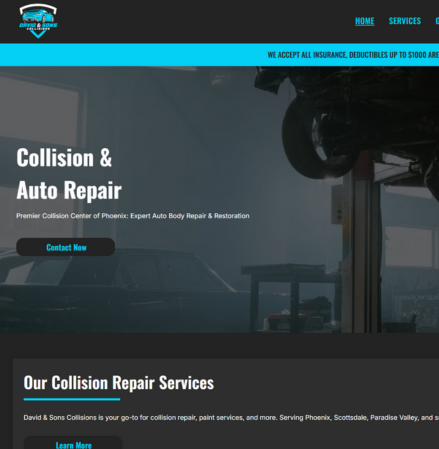 DAVID & SONS
COLLISIONS
HOME SERVICES
WE ACCEPT ALL INSURANCE, DEDUCTIBLES UP TO $1000 ARE
Collision &
Auto Repair
Premier Collision Center of Phoenix: Expert Auto Body Repair & Restoration
Contact Now
Our Collision Repair Services
David & Sons Collisions is your go-to for collision repair, paint services, and more. Serving Phoenix, Scottsdale, Paradise Valley, and
Learn More